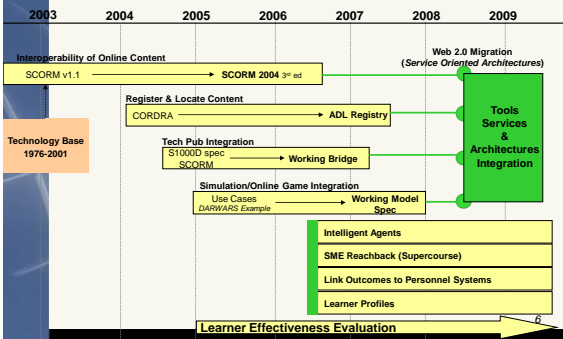 2003 2004 2005 2006 2007 2008 2009
Interoperability of Online Content
SCORM v1.1 SCORM 2004 3rd ed
Web 2.0 Migration
(Service Oriented Architectures)
Register & Locate Content
CORDRA ADL Registry
Technology Base
1976-2001
Tech Pub Integration
S1000D spec
SCORM
Working Bridge
Simulation/Online Game Integration
Use Cases
DARWARS Example
Working Model
Spec
Tools
Services
&
Architectures
Integration
Intelligent Agents
SME Reachback (Supercourse)
Link Outcomes to Personnel Systems
Learner Profiles
Learner Effectiveness Evaluation
6